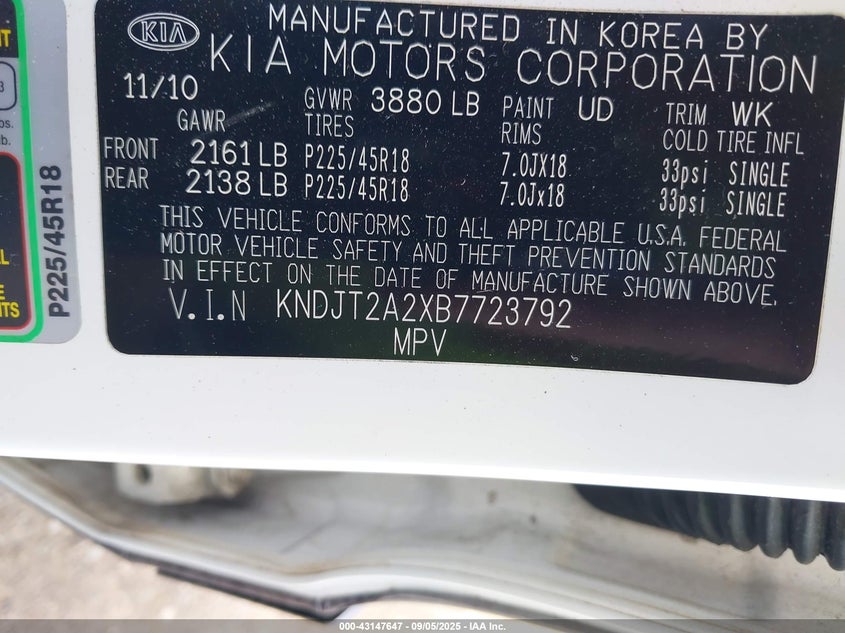 MANUFACTURED IN KOREA BY
KIA KIA MOTORS CORPORATION
11/10 GVWR 3880 LB PAINT UD TRIM WK
GAWR TIRES RIMS COLD TIRE INFL
FRONT 2161 LB P225/45R18 7.0JX18 33psi SINGLE
REAR 2138 LB P225/45R18 7.0Jx18 33psi SINGLE
THIS VEHICLE CONFORMS TO ALL APPLICABLE U.S.A. FEDERAL
MOTOR VEHICLE SAFETY AND THEFT PREVENTION STANDARDS
IN EFFECT ON THE DATE OF MANUFACTURE SHOWN ABOVE.
V.I.N KNDJT2A2XB7723792
MPV
P225/45R18
000-43147647 - 09/05/2025 - IAA Inc.